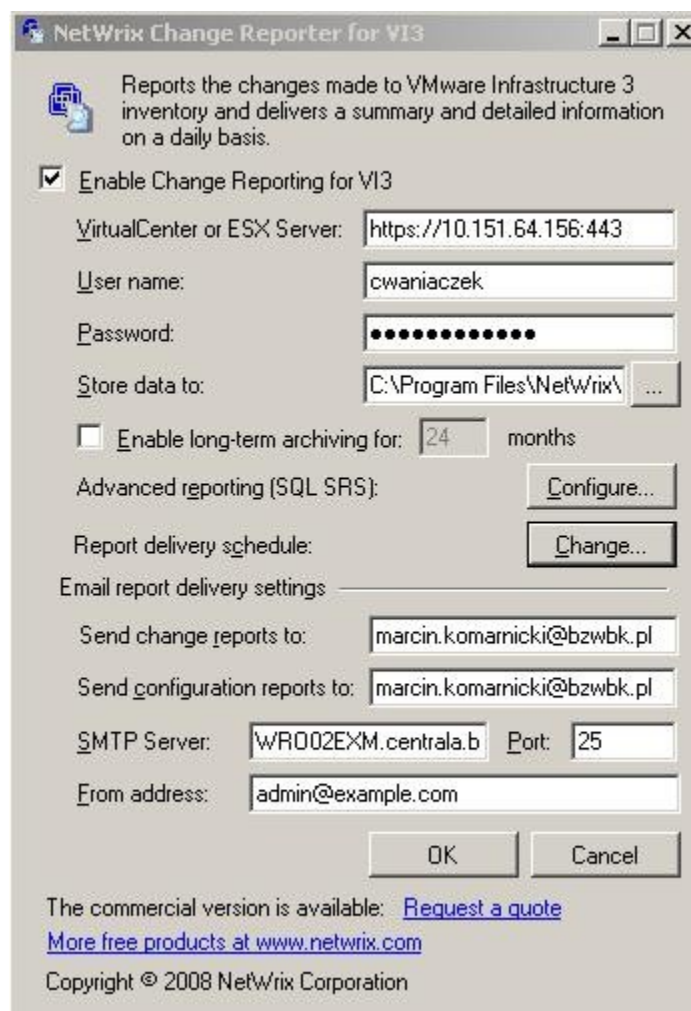 NetWrix Change Reporter for VI3
Reports the changes made to VMware Infrastructure 3
inventory and delivers a summary and detailed information
on a daily basis.
Enable Change Reporting for VI3
VirtualCenter or ESX Server: https://10.151.64.156:443
User name: cwaniaczek
Password: ●●●●●●●●●●●●
Store data to: C:\Program Files\NetWrix\ ...
Enable long-term archiving for: 24 months
Advanced reporting (SQL SRS): Configure...
Report delivery schedule: Change...
Email report delivery settings
Send change reports to: marcin.komarnicki@bzwbk.pl
Send configuration reports to: marcin.komarnicki@bzwbk.pl
SMTP Server: WRO02EXM.centrala.b Port: 25
From address: admin@example.com
OK Cancel
The commercial version is available: Request a quote
More free products at www.netwrix.com
Copyright © 2008 NetWrix Corporation